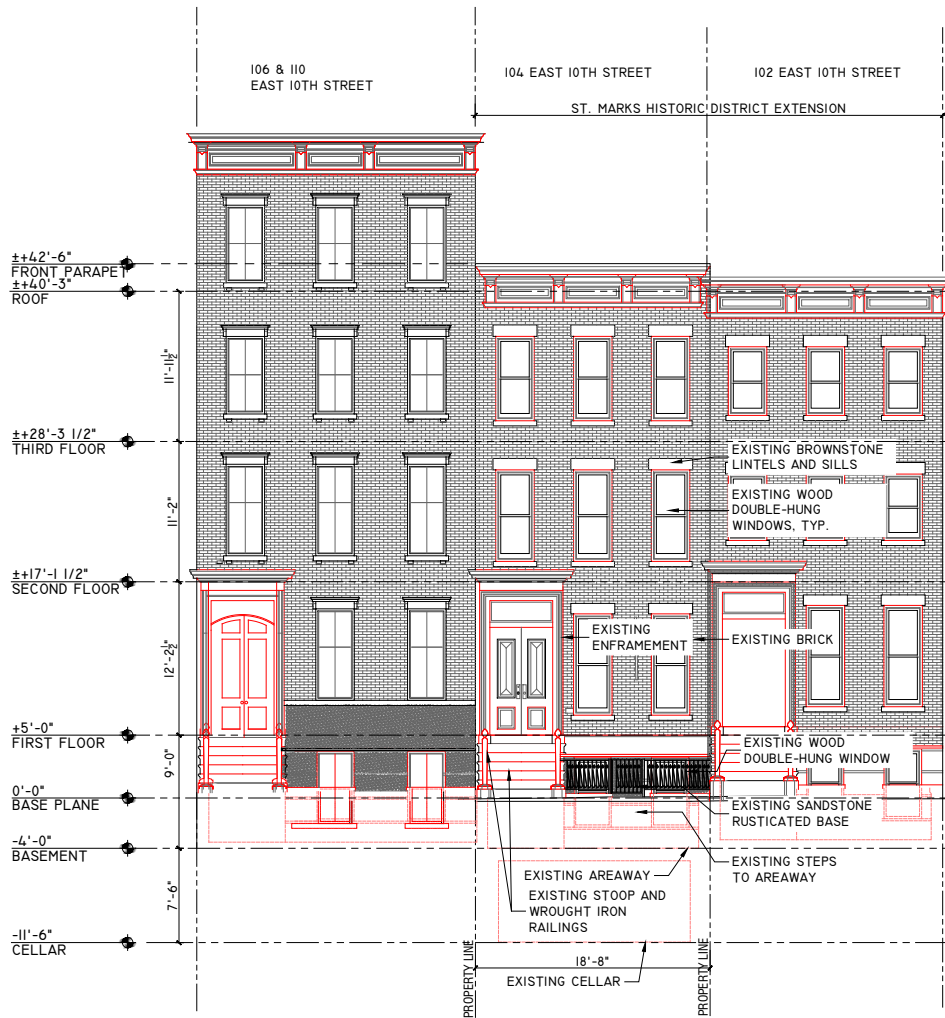 106 & 110
EAST 10TH STREET
104 EAST 10TH STREET
102 EAST 10TH STREET
ST. MARKS HISTORIC DISTRICT EXTENSION
±+42'-6"
FRONT PARAPET
±+40'-3"
ROOF
11'-11½"
±+28'-3 1/2"
THIRD FLOOR
EXISTING BROWNSTONE
LINTELS AND SILLS
EXISTING WOOD
DOUBLE-HUNG
WINDOWS, TYP.
11'-2"
±+17'-1 1/2"
SECOND FLOOR
EXISTING
ENFRAMEMENT
EXISTING BRICK
12'-2½"
+5'-0"
FIRST FLOOR
EXISTING WOOD
DOUBLE-HUNG WINDOW
9'-0"
0'-0"
BASE PLANE
EXISTING SANDSTONE
RUSTICATED BASE
-4'-0"
BASEMENT
EXISTING STEPS
TO AREAWAY
EXISTING AREAWAY
EXISTING STOOP AND
WROUGHT IRON
RAILINGS
7'-6"
-11'-6"
CELLAR
PROPERTY LINE
18'-8"
PROPERTY LINE
EXISTING CELLAR